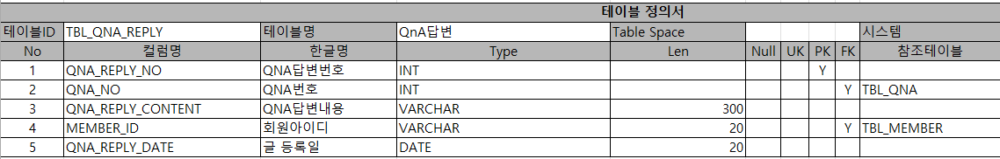 테이블 정의서
테이블ID TBL_QNA_REPLY 테이블명 QnA답변 Table Space 시스템
No 컬럼명 한글명 Type Len Null UK PK FK 참조테이블
1 QNA_REPLY_NO QNA답변번호 INT Y
2 QNA_NO QNA번호 INT Y TBL_QNA
3 QNA_REPLY_CONTENT QNA답변내용 VARCHAR 300
4 MEMBER_ID 회원아이디 VARCHAR 20 Y TBL_MEMBER
5 QNA_REPLY_DATE 글 등록일 DATE 20